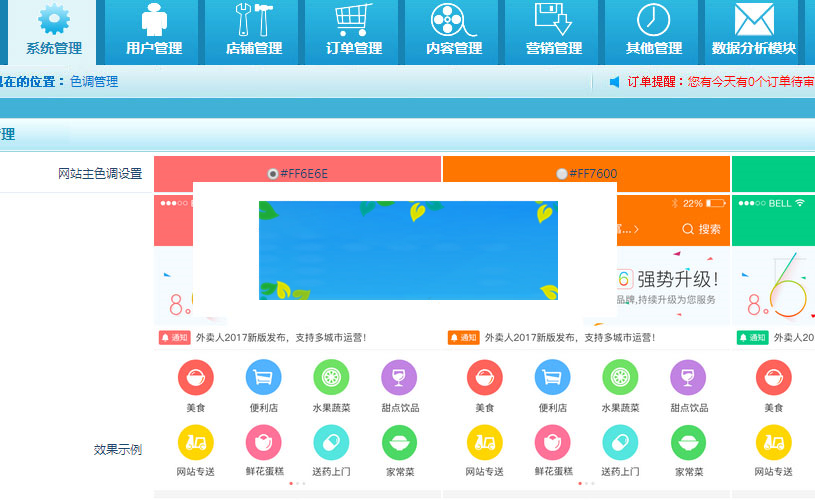 系统管理 用户管理 店铺管理 订单管理 内容管理 营销管理 其他管理 数据分析模块
在的位置：色调管理 订单提醒：您有今天有0个订单待审
管理
网站主色调设置 #FF6E6E #FF7600
22% BELL
搜索
8. 6 强势升级! 8.6
品牌,持续升级为您服务
通知 外卖人2017新版发布，支持多城市运营! 通知 外卖人2017新版发布，支持多城市运营! 通知 外卖人20
美食 便利店 水果蔬菜 甜点饮品 美食 便利店 水果蔬菜 甜点饮品 美食
效果示例
网站专送 鲜花蛋糕 送药上门 家常菜 网站专送 鲜花蛋糕 送药上门 家常菜 网站专送